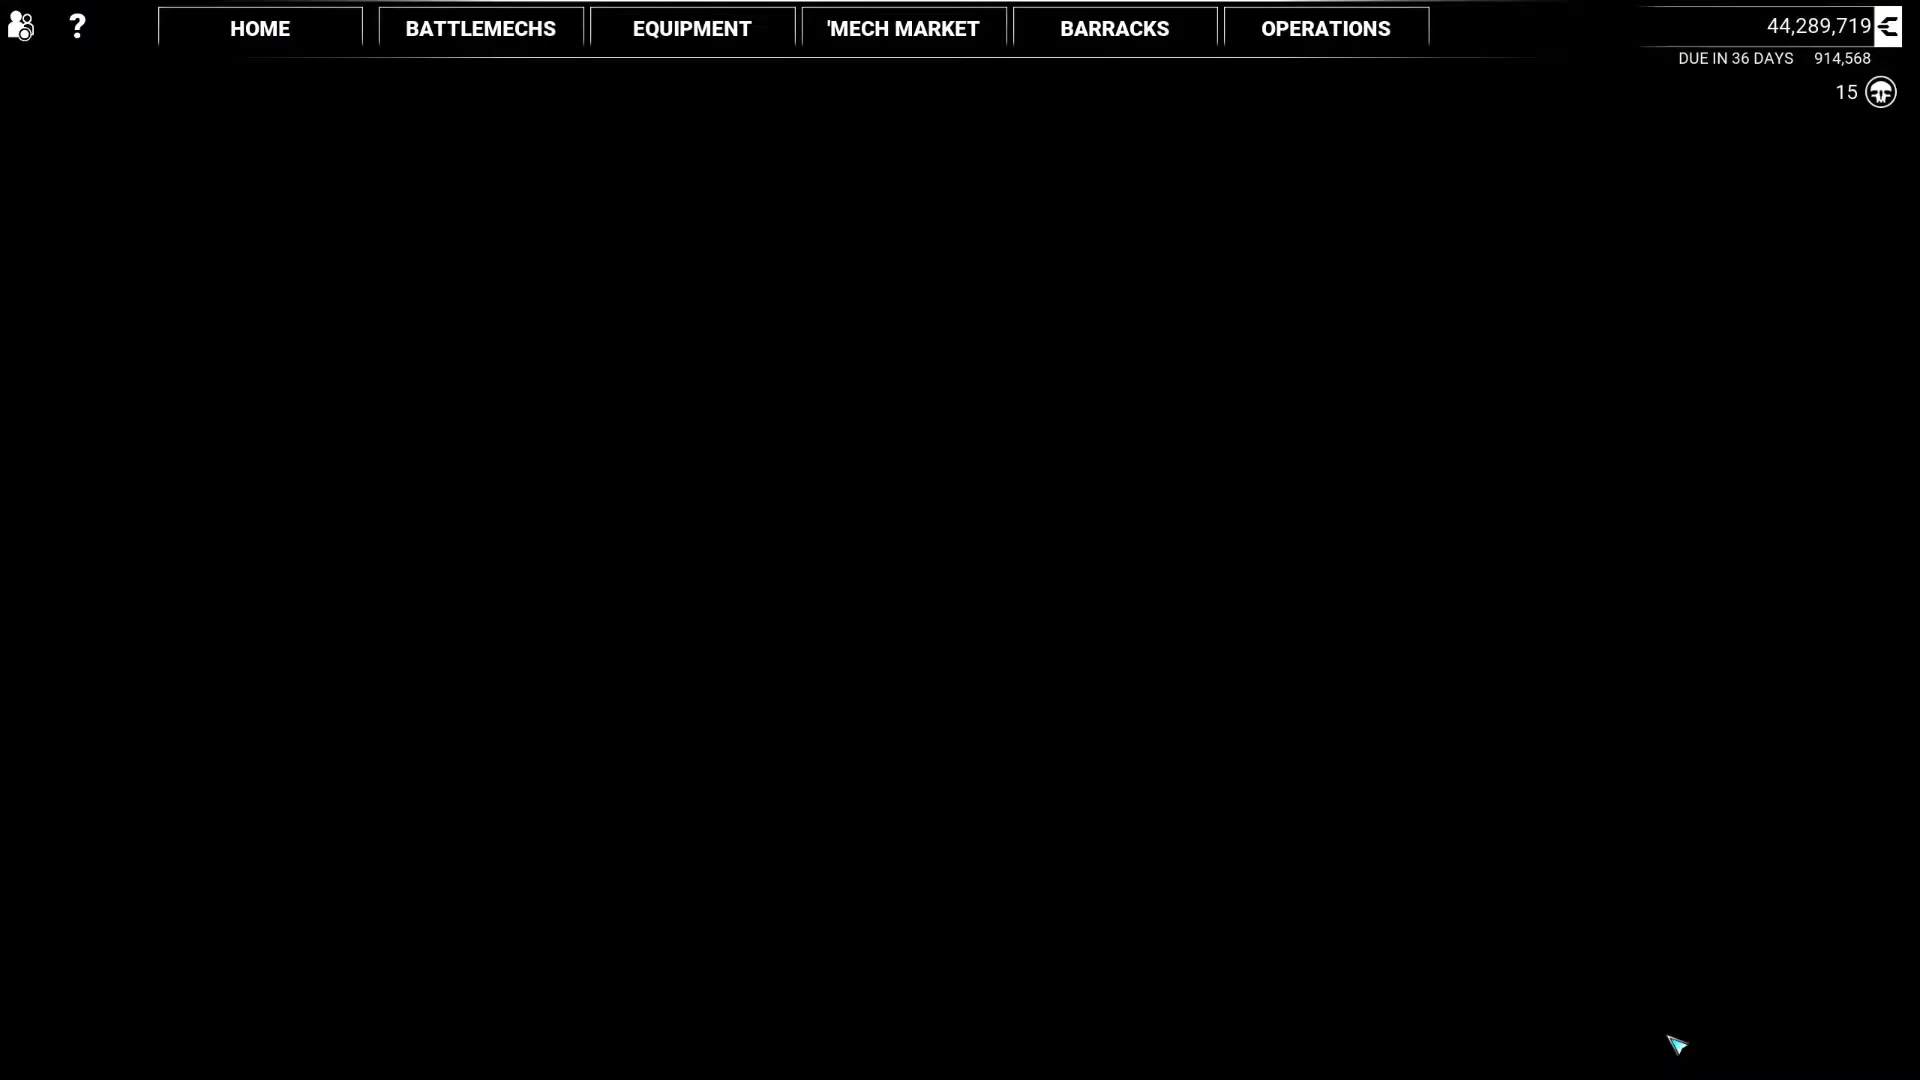 ?
HOME
BATTLEMECHS
EQUIPMENT
'MECH MARKET
BARRACKS
OPERATIONS
44,289,719
DUE IN 36 DAYS 914,568
15